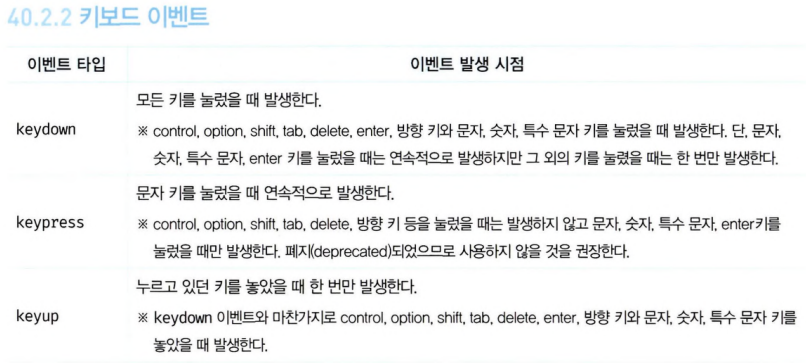 40.2.2 키보드 이벤트
이벤트 타입 이벤트 발생 시점
모든 키를 눌렀을 때 발생한다.
keydown ※ control, option, shift, tab, delete, enter, 방향 키와 문자, 숫자, 특수 문자 키를 눌렀을 때 발생한다. 단, 문자,
숫자, 특수 문자, enter 키를 눌렀을 때는 연속적으로 발생하지만 그 외의 키를 눌렀을 때는 한 번만 발생한다.
문자 키를 눌렀을 때 연속적으로 발생한다.
keypress ※ control, option, shift, tab, delete, 방향 키 등을 눌렀을 때는 발생하지 않고 문자, 숫자, 특수 문자, enter키를
눌렀을 때만 발생한다. 폐지(deprecated)되었으므로 사용하지 않을 것을 권장한다.
누르고 있던 키를 놓았을 때 한 번만 발생한다.
keyup ※ keydown 이벤트와 마찬가지로 control, option, shift, tab, delete, enter, 방향 키와 문자, 숫자, 특수 문자 키를
놓았을 때 발생한다.